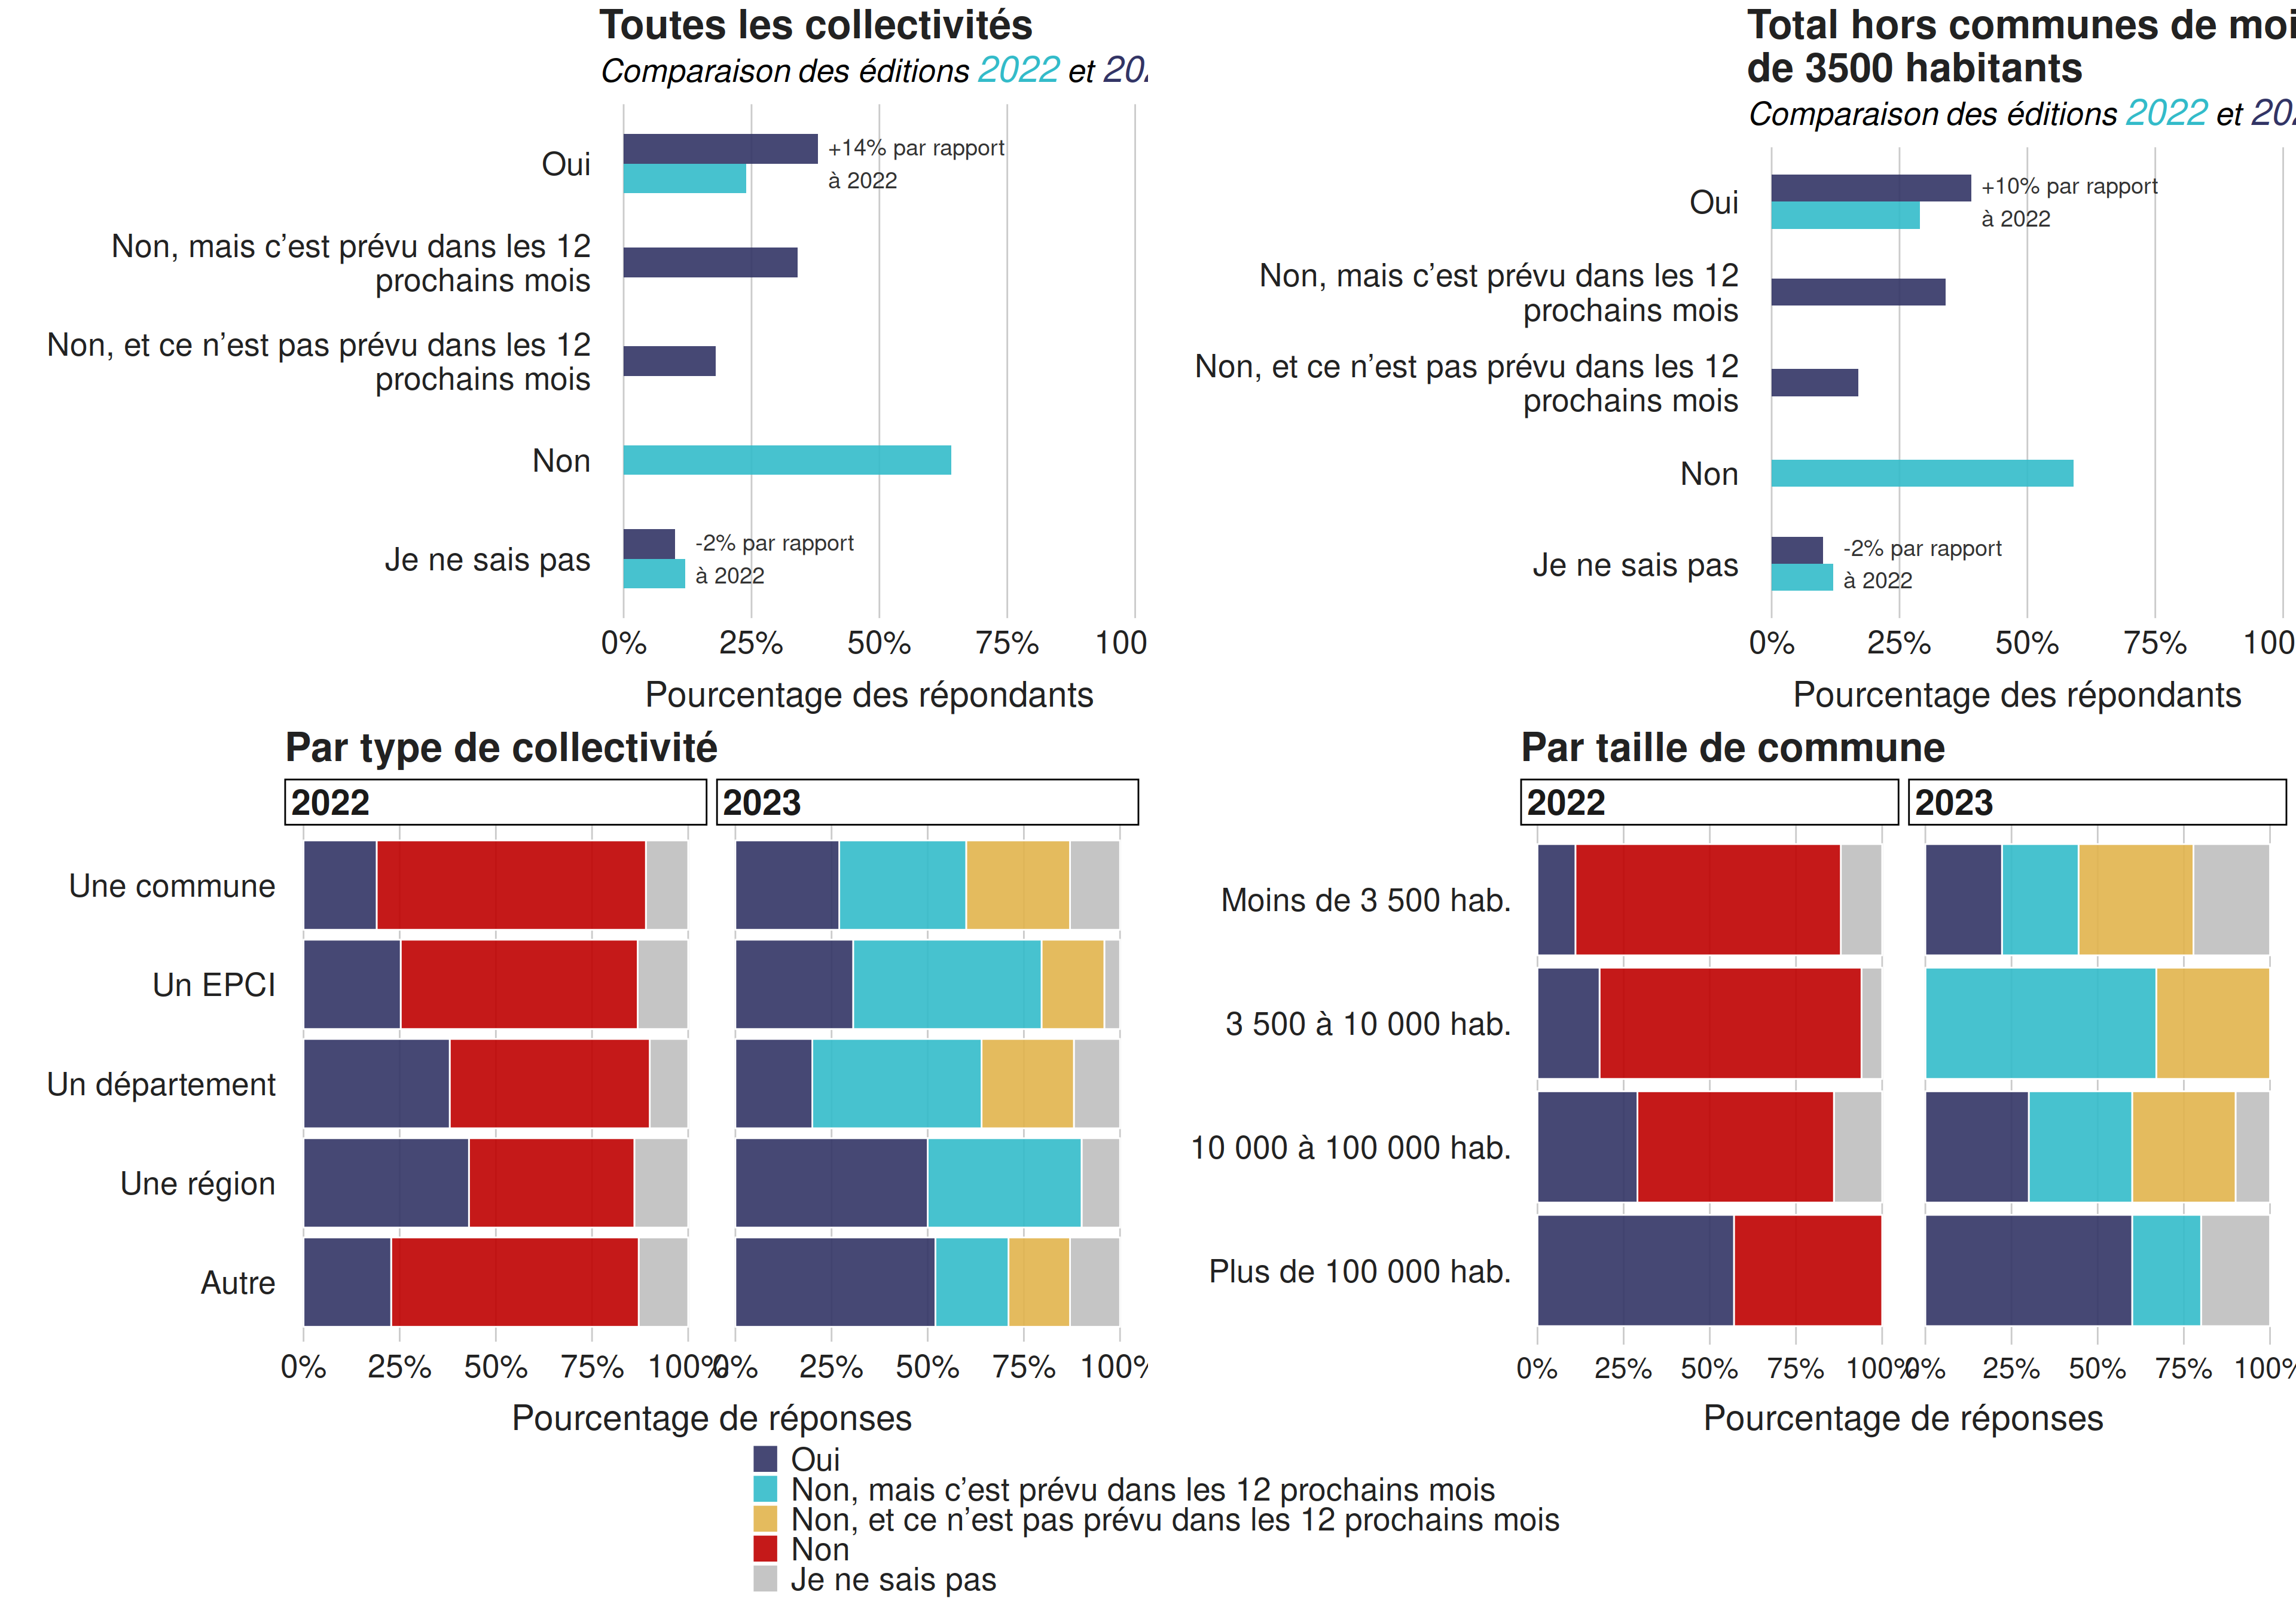 Toutes les collectivités
Comparaison des éditions 2022 et
Oui
+14% par rapport
à 2022
Non, mais c’est prévu dans les 12
prochains mois
Non, et ce n’est pas prévu dans les 12
prochains mois
Non
Je ne sais pas
-2% par rapport
à 2022
0% 25% 50% 75% 100
Pourcentage des répondants
Total hors communes de
de 3500 habitants
Comparaison des éditions 2022 et
Oui
+10% par rapport
à 2022
Non, mais c’est prévu dans les 12
prochains mois
Non, et ce n’est pas prévu dans les 12
prochains mois
Non
Je ne sais pas
-2% par rapport
à 2022
0% 25% 50% 75% 100
Pourcentage des répondants
Par type de collectivité
2022 2023
Une commune
Un EPCI
Un département
Une région
Autre
0% 25% 50% 75% 100% 0% 25% 50% 75% 100%
Pourcentage de réponses
Par taille de commune
2022 2023
Moins de 3 500 hab.
3 500 à 10 000 hab.
10 000 à 100 000 hab.
Plus de 100 000 hab.
0% 25% 50% 75% 100% 0% 25% 50% 75% 100%
Pourcentage de réponses
Oui
Non, mais c’est prévu dans les 12 prochains mois
Non, et ce n’est pas prévu dans les 12 prochains mois
Non
Je ne sais pas